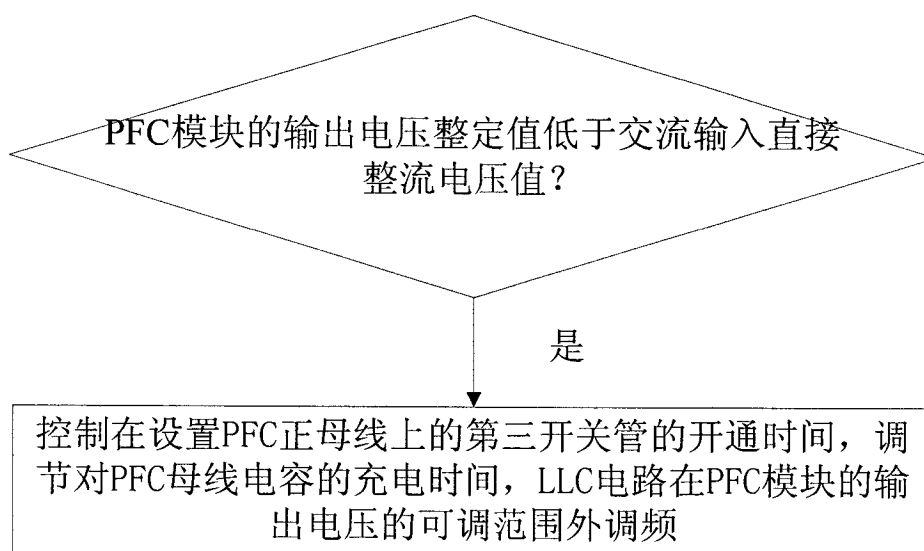 PFC模块的输出电压整定值低于交流输入直接
整流电压值?
是
控制在设置PFC正母线上的第三开关管的开通时间，调
节对PFC母线电容的充电时间，LLC电路在PFC模块的输
出电压的可调范围外调频